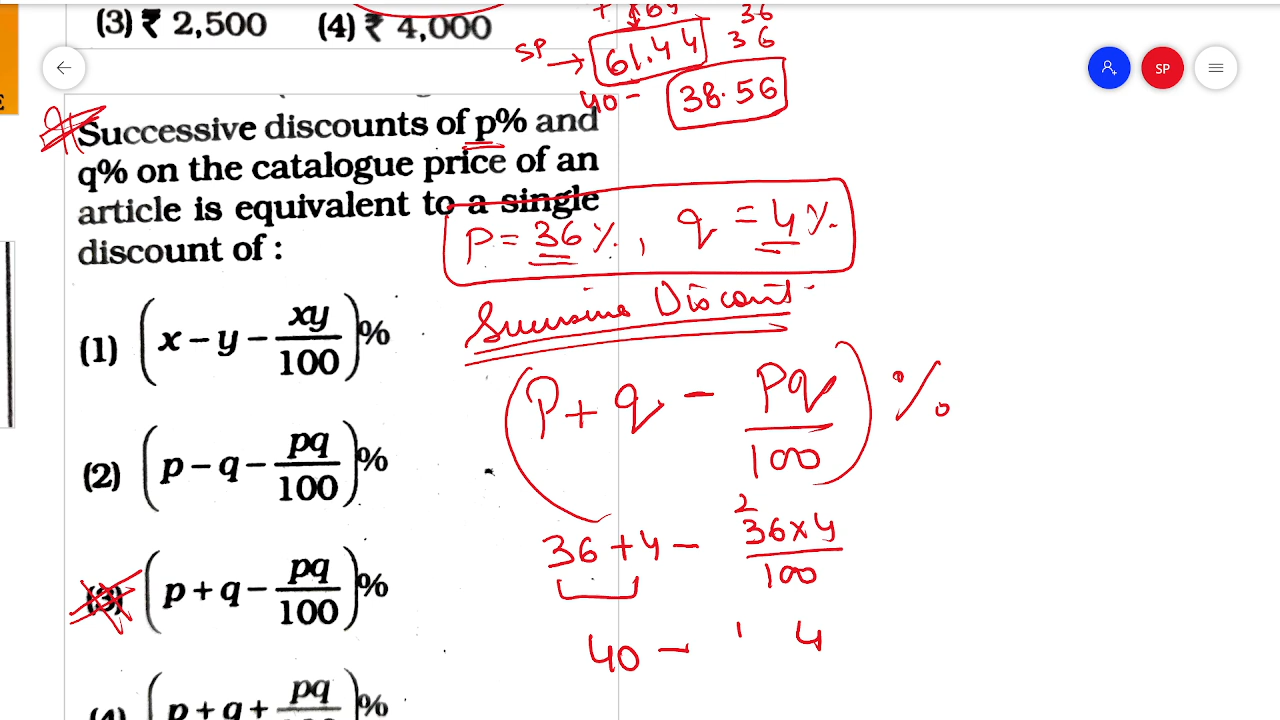 (3) ₹ 2,500 (4) ₹ 4,000
36
36
SP → 61.44
40 - 38.56
SP
Successive discounts of p% and
q% on the catalogue price of an
article is equivalent to a single
discount of :
P = 36 %, q = 4 %.
Successive Discount
(1) (x − y − xy/100)%
(P + q − Pq/100) %
(2) (p − q − pq/100)%
36 + 4 − 36×4/100
2
(3) (p + q − pq/100)%
40 − 1 4
(4) (p + q + pq
)%